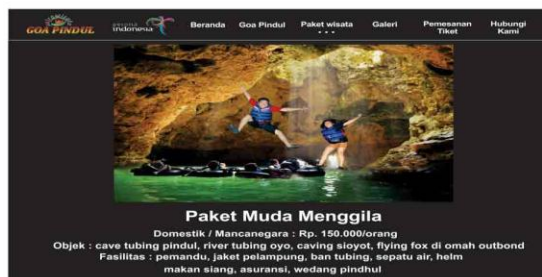 GOA PINDUL
pesona
indonesia
Beranda
Goa Pindul
Paket wisata
Galeri
Pemesanan
Tiket
Hubungi
Kami
Paket Muda Menggila
Domestik / Mancanegara : Rp. 150.000/orang
Objek : cave tubing pindul, river tubing oyo, caving sioyot, flying fox di omah outbond
Fasilitas : pemandu, jaket pelampung, ban tubing, sepatu air, helm
makan siang, asuransi, wedang pindhul